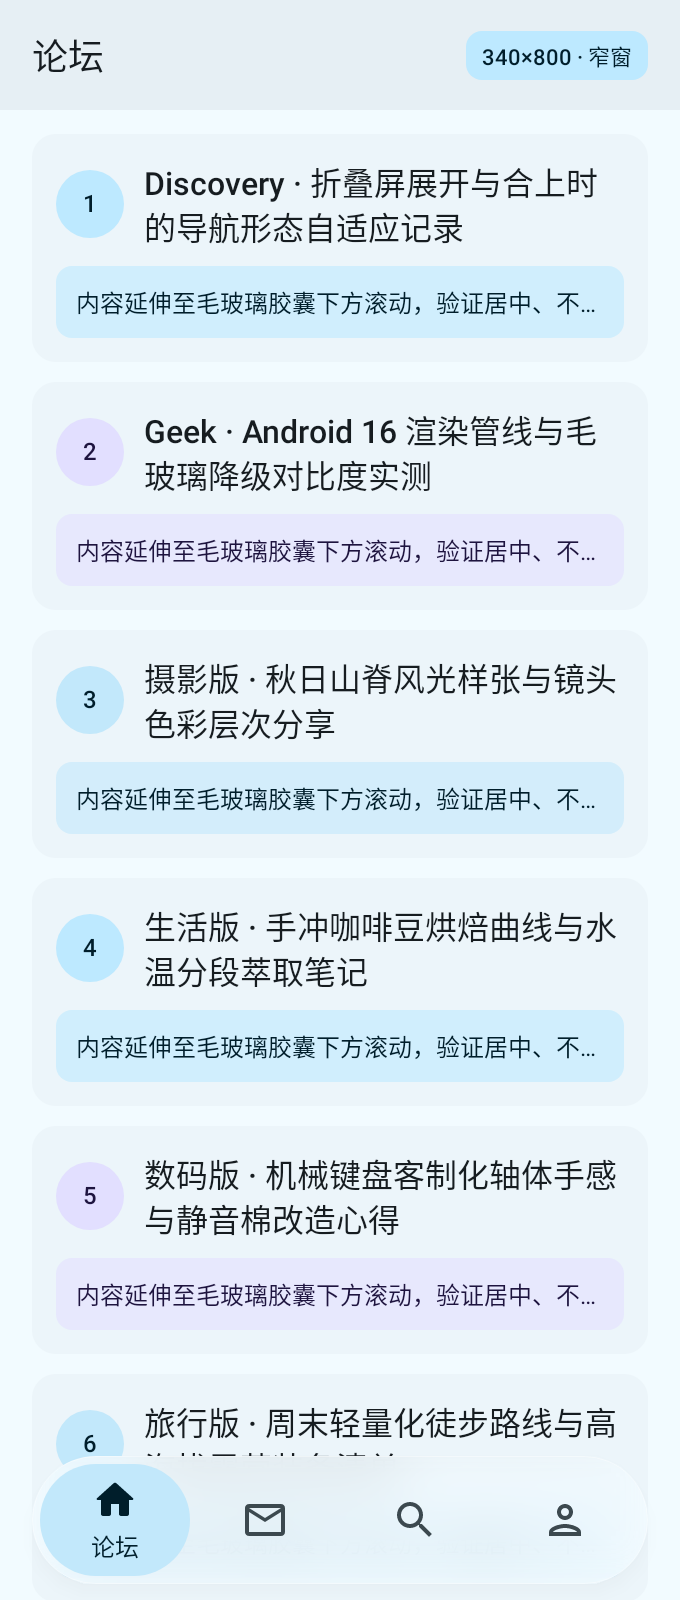 论坛
340×800 · 窄窗
1
Discovery · 折叠屏展开与合上时
的导航形态自适应记录
内容延伸至毛玻璃胶囊下方滚动，验证居中、不…
2
Geek · Android 16 渲染管线与毛
玻璃降级对比度实测
内容延伸至毛玻璃胶囊下方滚动，验证居中、不…
3
摄影版 · 秋日山脊风光样张与镜头
色彩层次分享
内容延伸至毛玻璃胶囊下方滚动，验证居中、不…
4
生活版 · 手冲咖啡豆烘焙曲线与水
温分段萃取笔记
内容延伸至毛玻璃胶囊下方滚动，验证居中、不…
5
数码版 · 机械键盘客制化轴体手感
与静音棉改造心得
内容延伸至毛玻璃胶囊下方滚动，验证居中、不…
6
旅行版 · 周末轻量化徒步路线与高
论坛